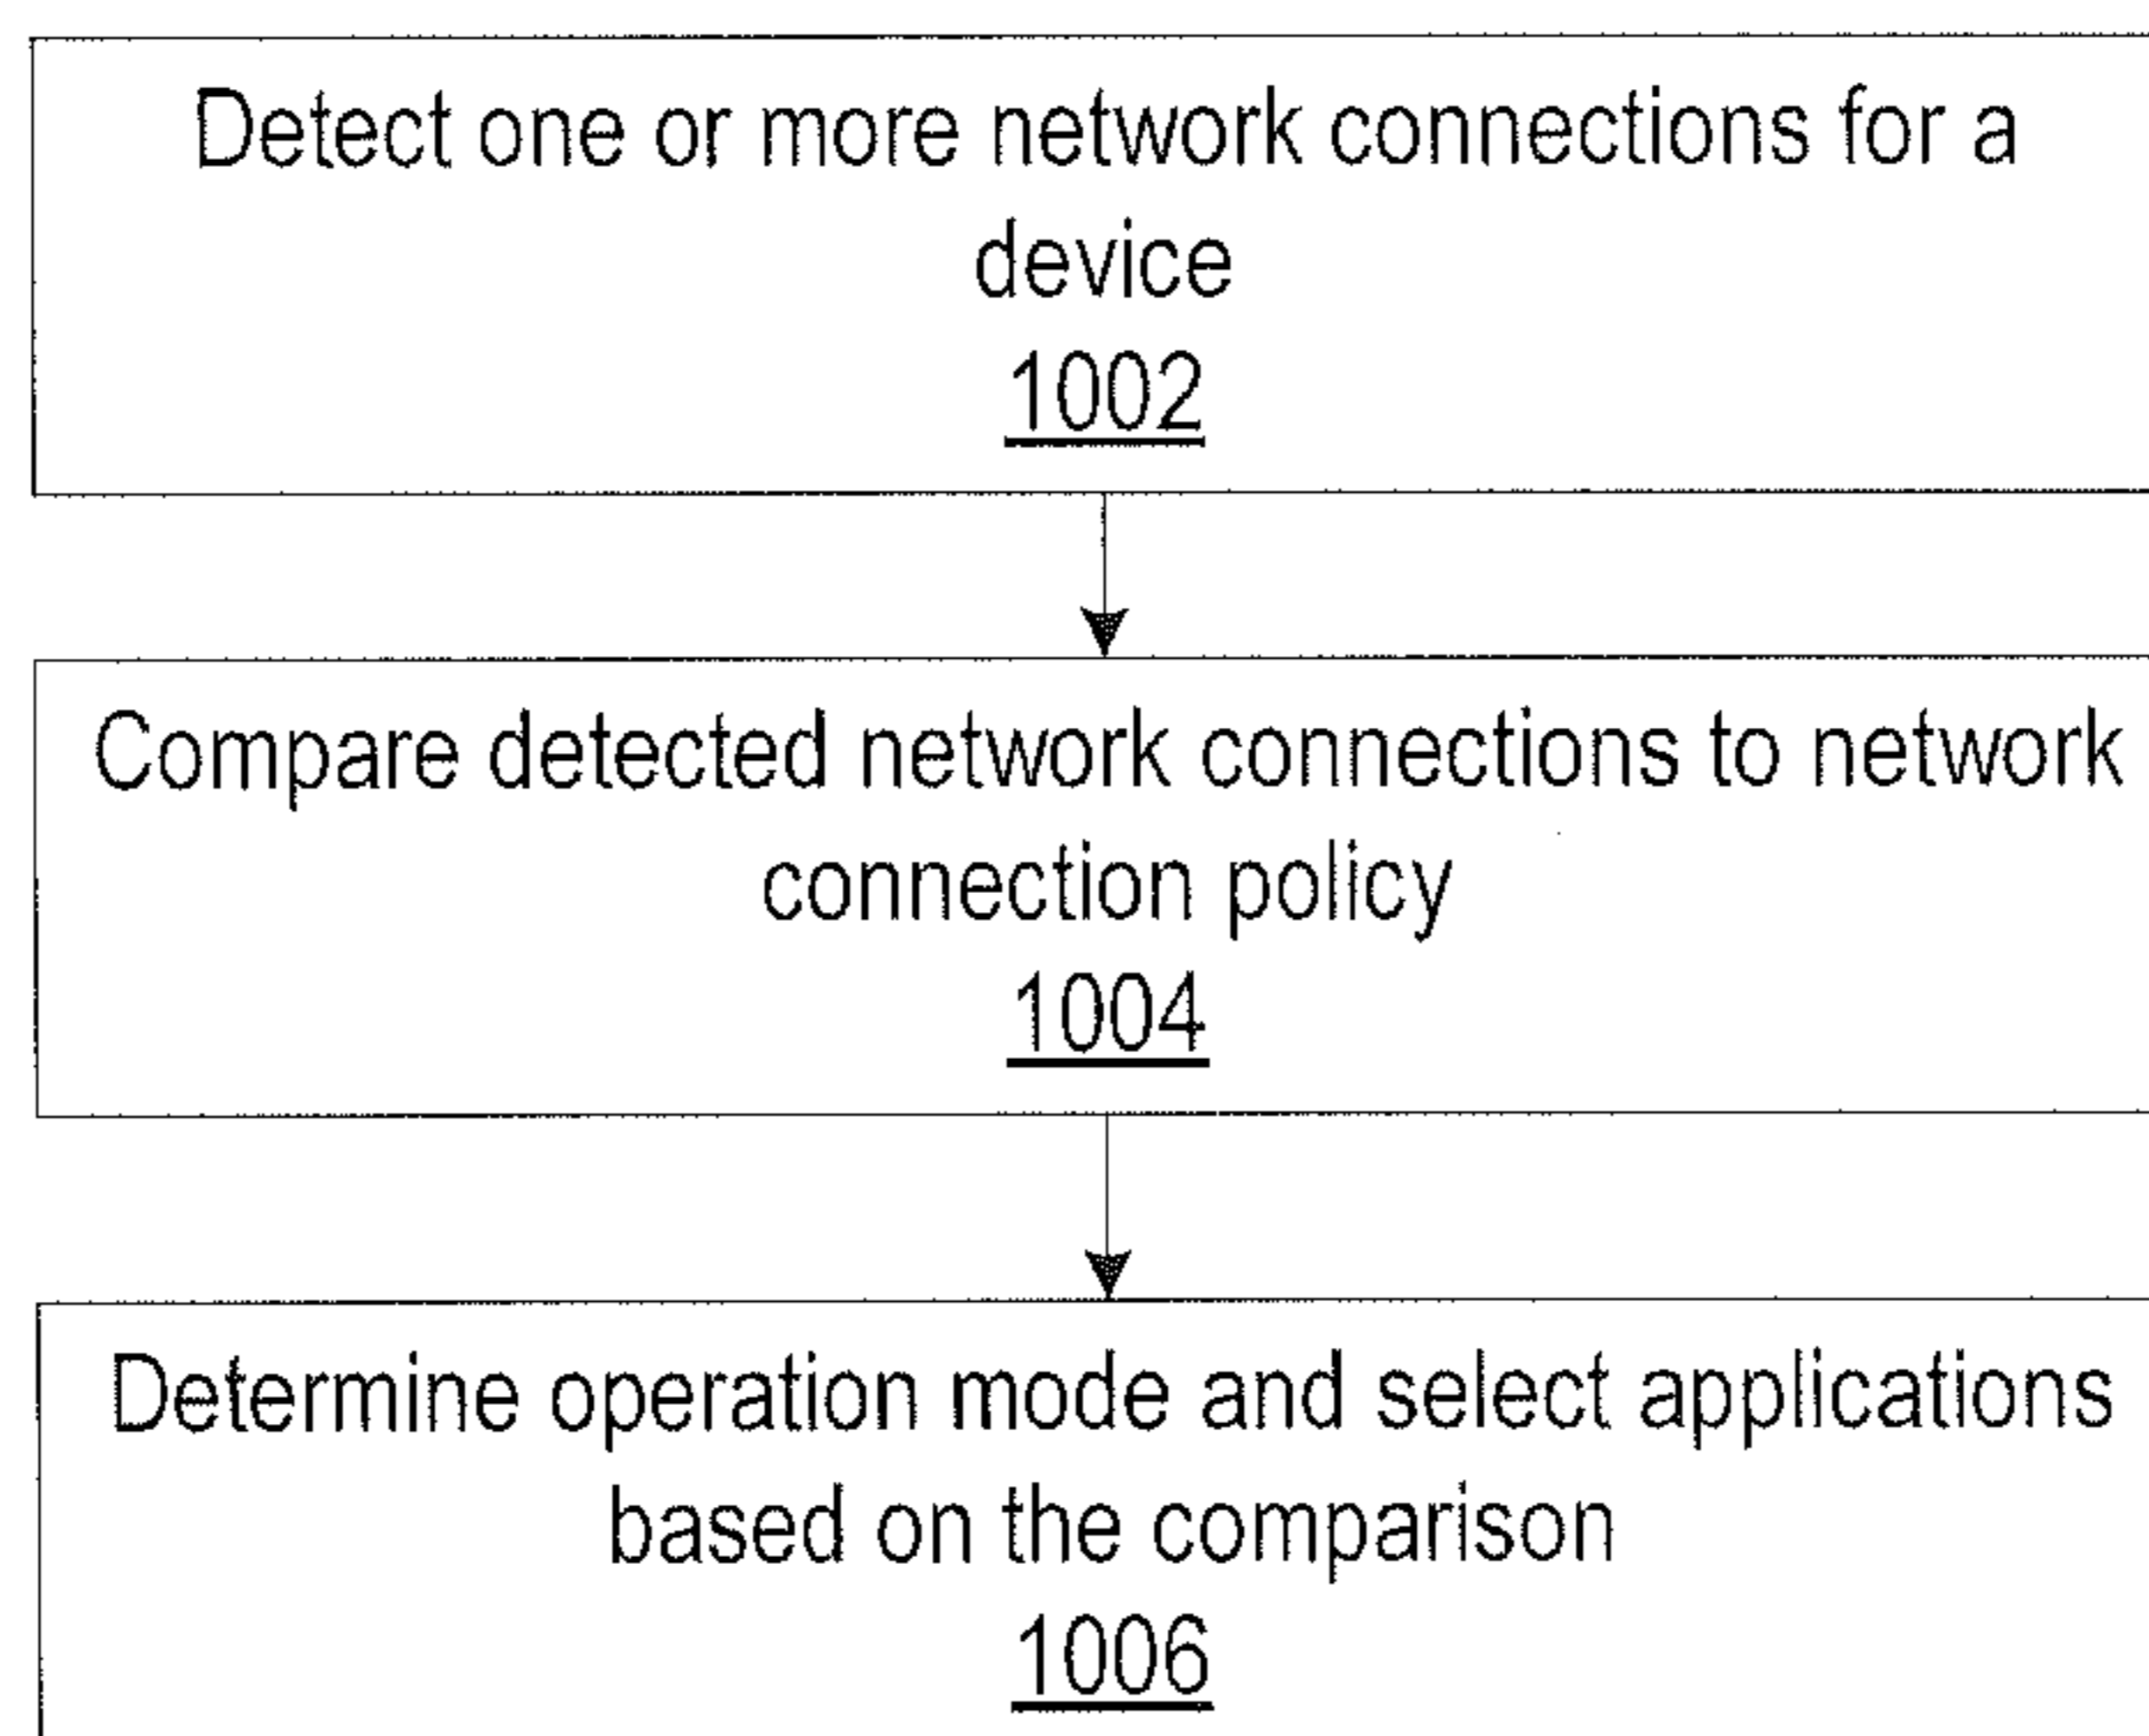 Detect one or more network connections for a
device
1002
Compare detected network connections to network
connection policy
1004
Determine operation mode and select applications
based on the comparison
1006